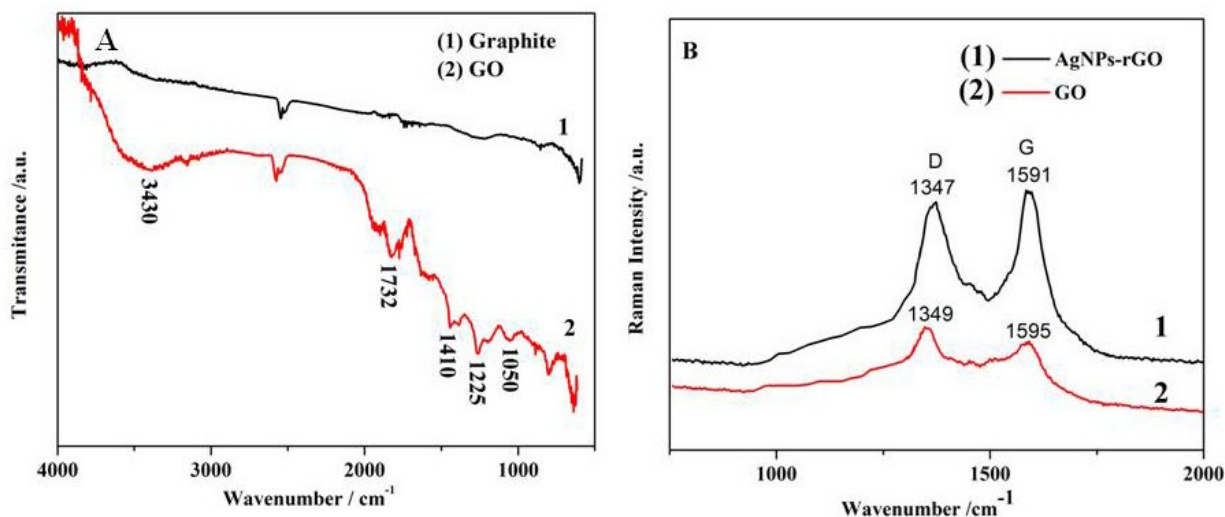 A
(1) Graphite
(2) GO
1
2
3430
1732
1410
1225
1050
Transmitance /a.u.
4000 3000 2000 1000
Wavenumber / cm-1
B
(1) AgNPs-rGO
(2) GO
D G
1347 1591
1349 1595
1
2
Raman Intensity /a.u.
1000 1500 2000
Wavenumber /cm-1